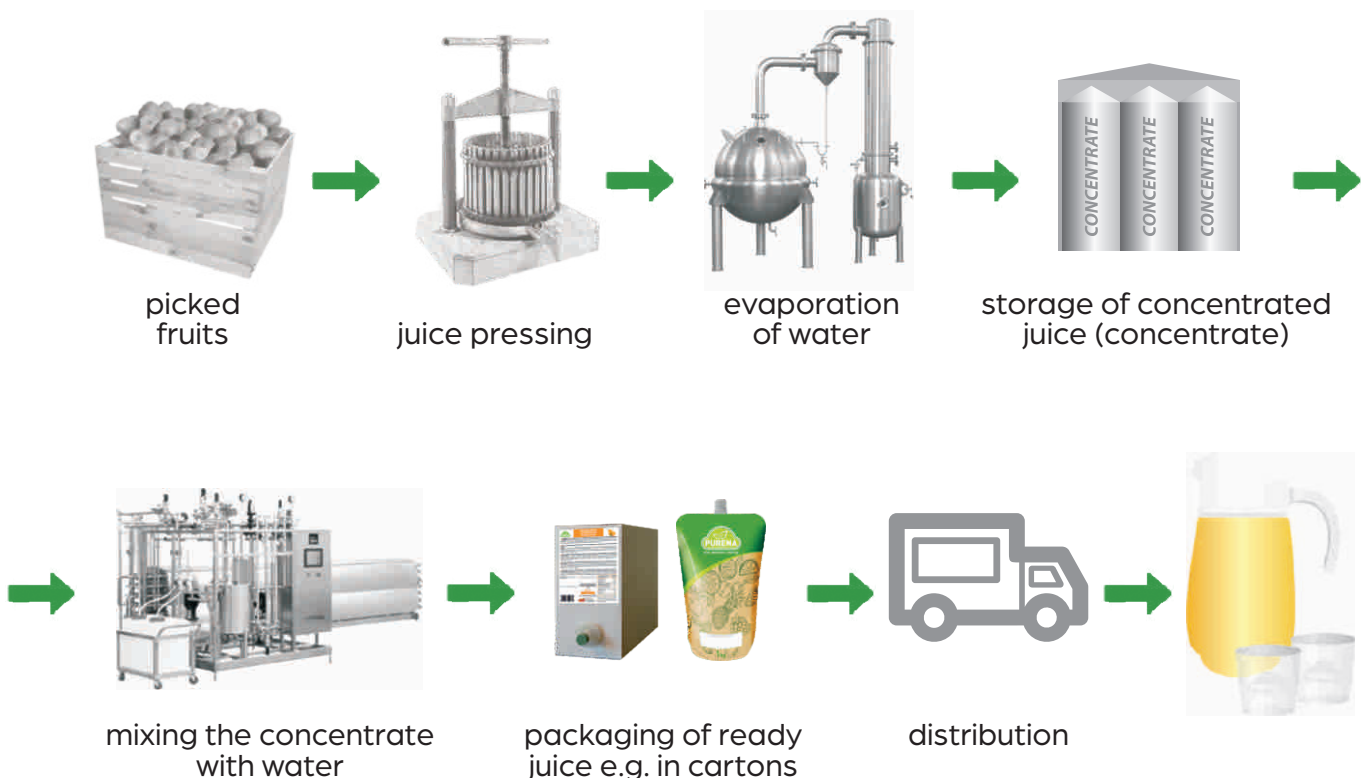 CONCENTRATE
CONCENTRATE
CONCENTRATE
picked
fruits
juice pressing
evaporation
of water
storage of concentrated
juice (concentrate)
PURENA
mixing the concentrate
with water
packaging of ready
juice e.g. in cartons
distribution